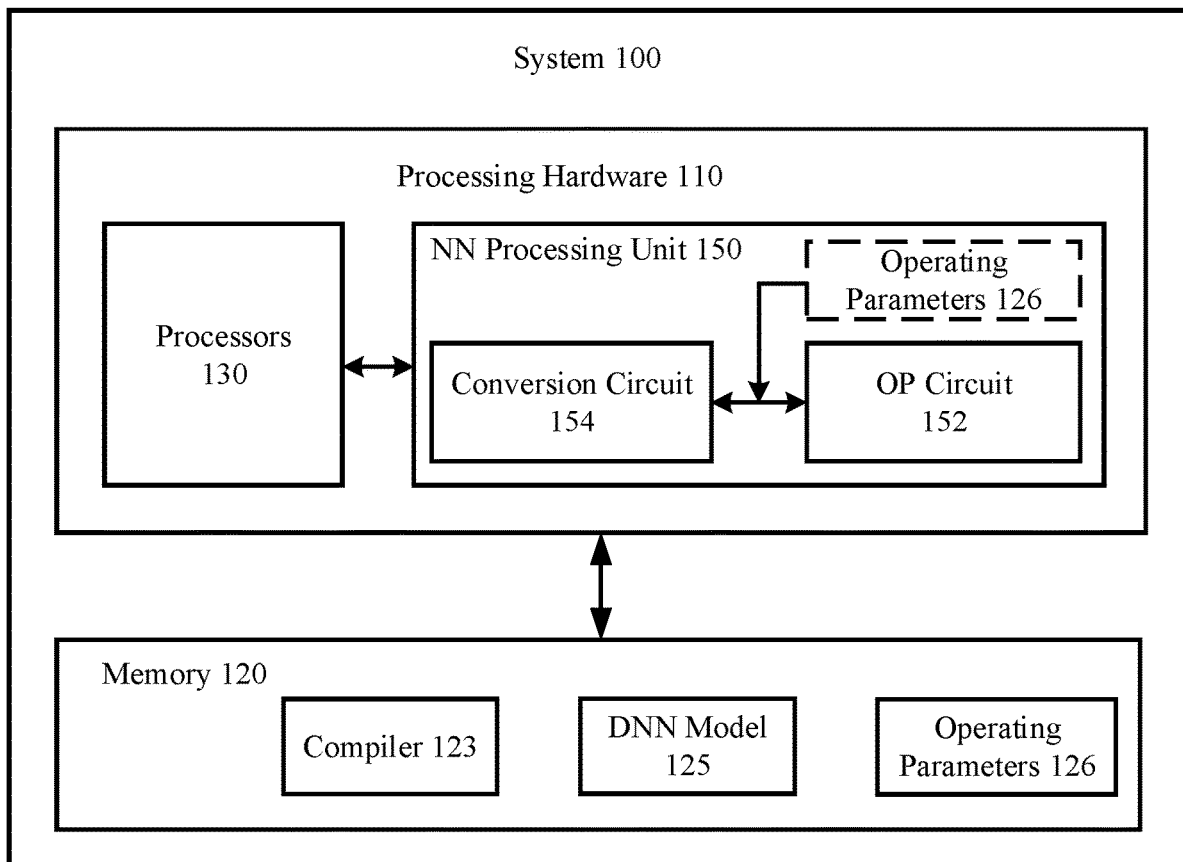 System 100
Processing Hardware 110
Processors
130
NN Processing Unit 150
Operating
Parameters 126
Conversion Circuit
154
OP Circuit
152
Memory 120
Compiler 123
DNN Model
125
Operating
Parameters 126